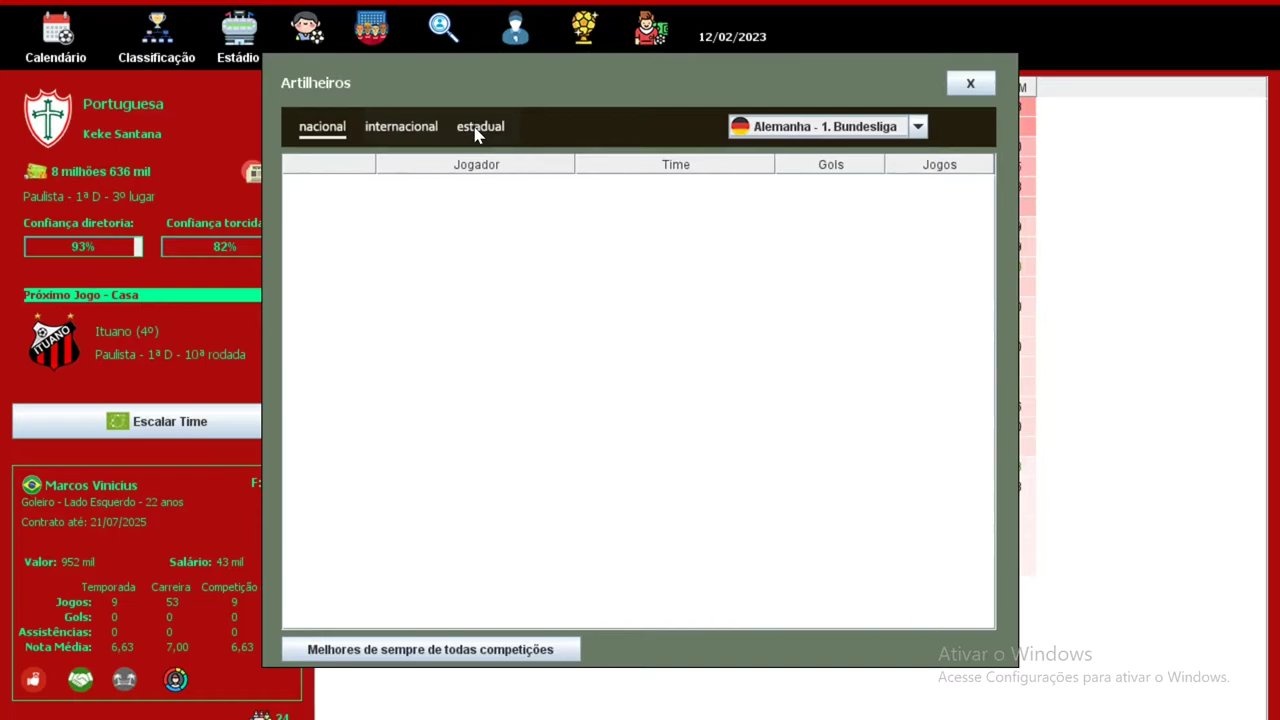 12/02/2023
Calendário
Classificação
Estádio
Artilheiros
X
M
Portuguesa
Keke Santana
8 milhões 636 mil
Paulista - 1ª D - 3º lugar
Confiança diretoria:
Confiança torcida
93%
82%
nacional
internacional
estadual
Alemanha - 1. Bundesliga
Jogador
Time
Gols
Jogos
Próximo Jogo - Casa
ITUANO
Ituano (4º)
Paulista - 1ª D - 10ª rodada
Escalar Time
Marcos Vinicius
F:
Goleiro - Lado Esquerdo - 22 anos
Contrato até: 21/07/2025
Valor: 952 mil
Salário: 43 mil
Temporada Carreira Competição
Jogos: 9 53 9
Gols: 0 0 0
Assistências: 0 0 0
Nota Média: 6,63 7,00 6,63
Melhores de sempre de todas competições
24
Ativar o Windows
Acesse Configurações para ativar o Windows.